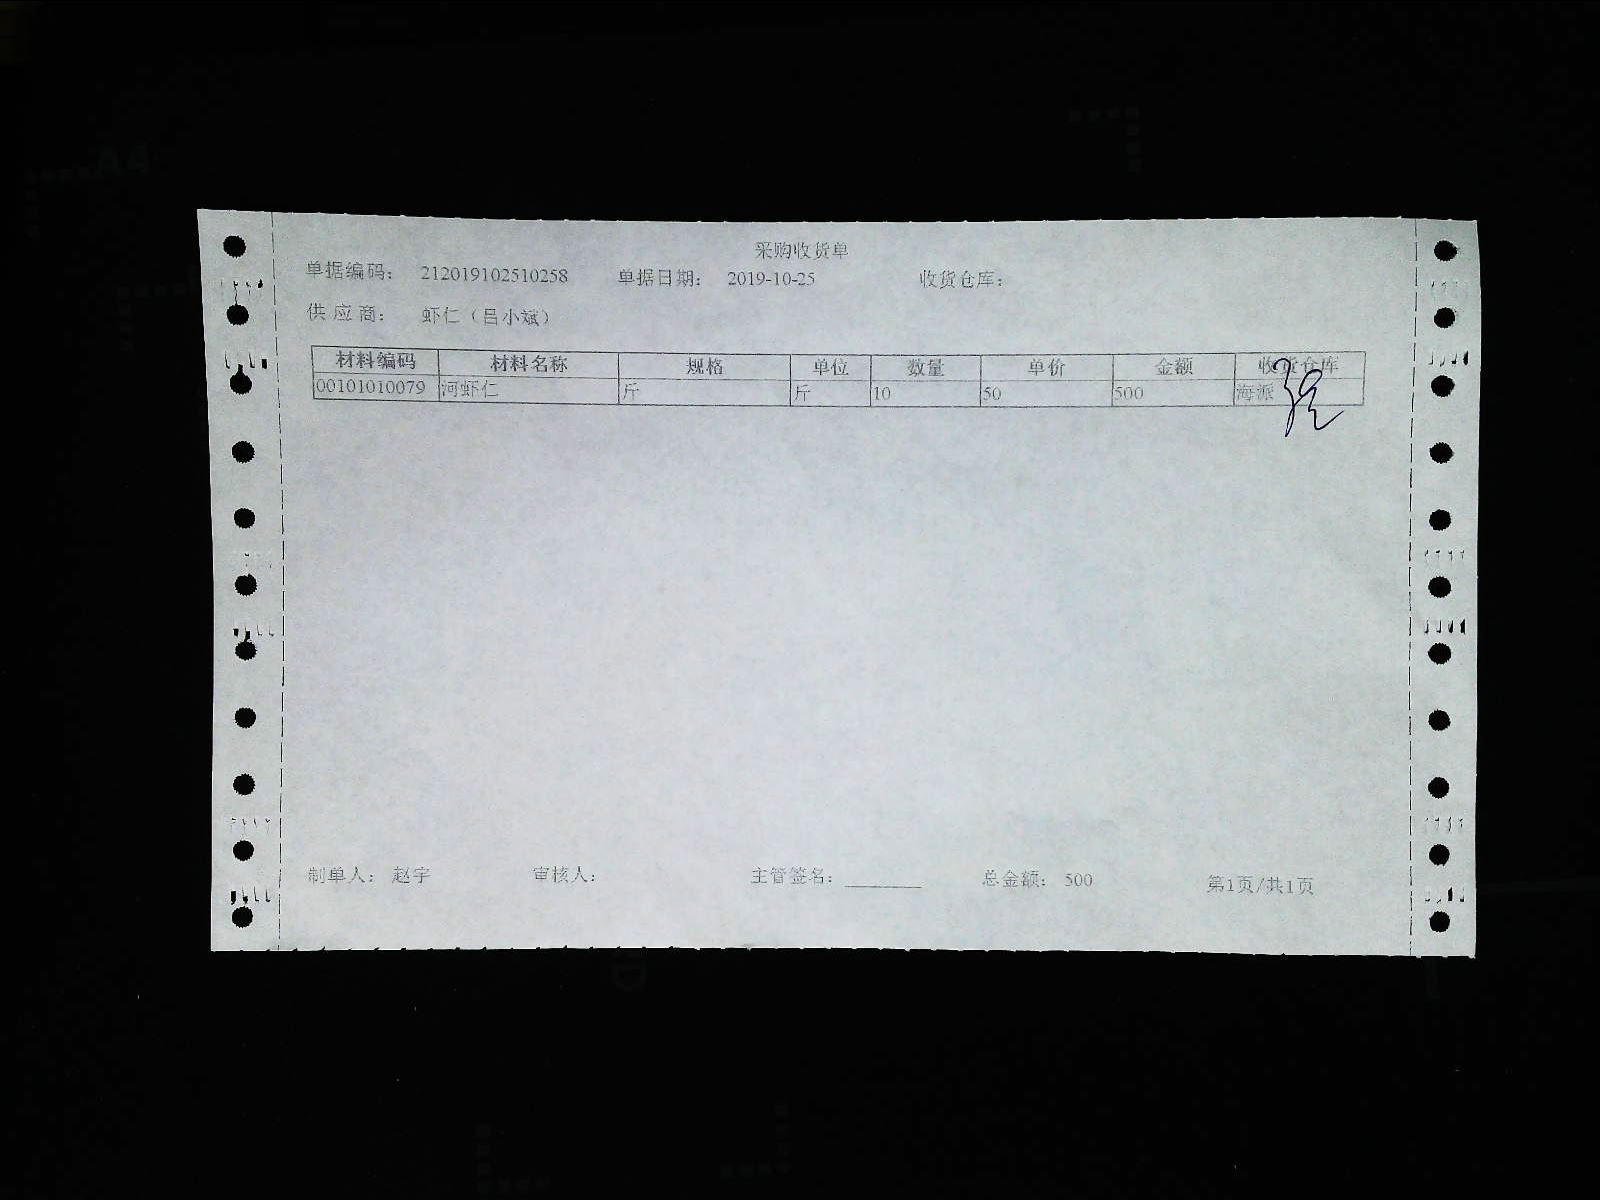 采购收货单
单据编码： 212019102510258 单据日期： 2019-10-25 收货仓库：
供应商： 虾仁（吕小斌）
材料编码 材料名称 规格 单位 数量 单价 金额 收货仓库
00101010079 河虾仁 斤 斤 10 50 500 海派
制单人： 赵宇 审核人： 主管签名： 总金额： 500 第1页/共1页